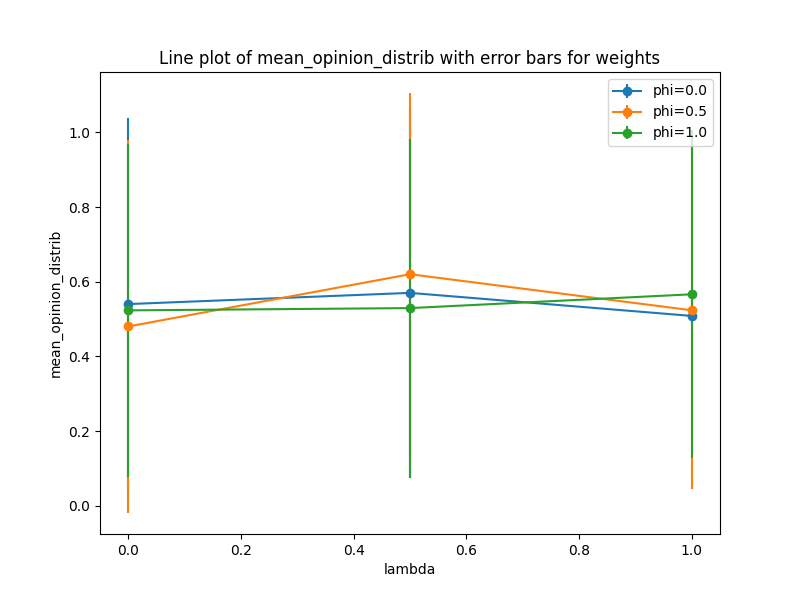 Line plot of mean_opinion_distrib with error bars for weights
phi=0.0
phi=0.5
phi=1.0
mean_opinion_distrib
1.0
0.8
0.6
0.4
0.2
0.0
0.0 0.2 0.4 0.6 0.8 1.0
lambda